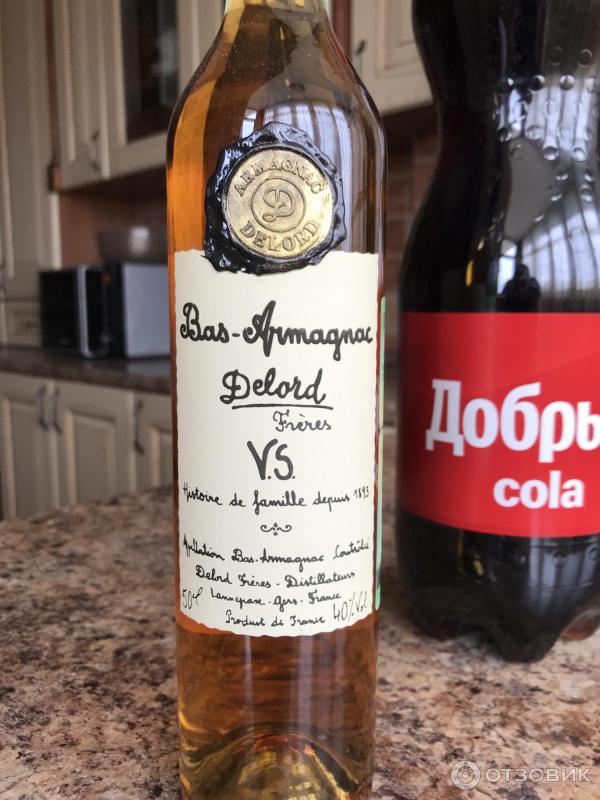 ARMAGNAC
D
DELORD
Bas-Armagnac
Delord
Frères
V.S.
Histoire de famille depuis 1893
Appellation Bas-Armagnac Contrôlée
Delord Frères - Distillateurs
Lannepax - Gers - France
50cl Produit de France 40%vol
Добры
cola
ОТЗОВИК